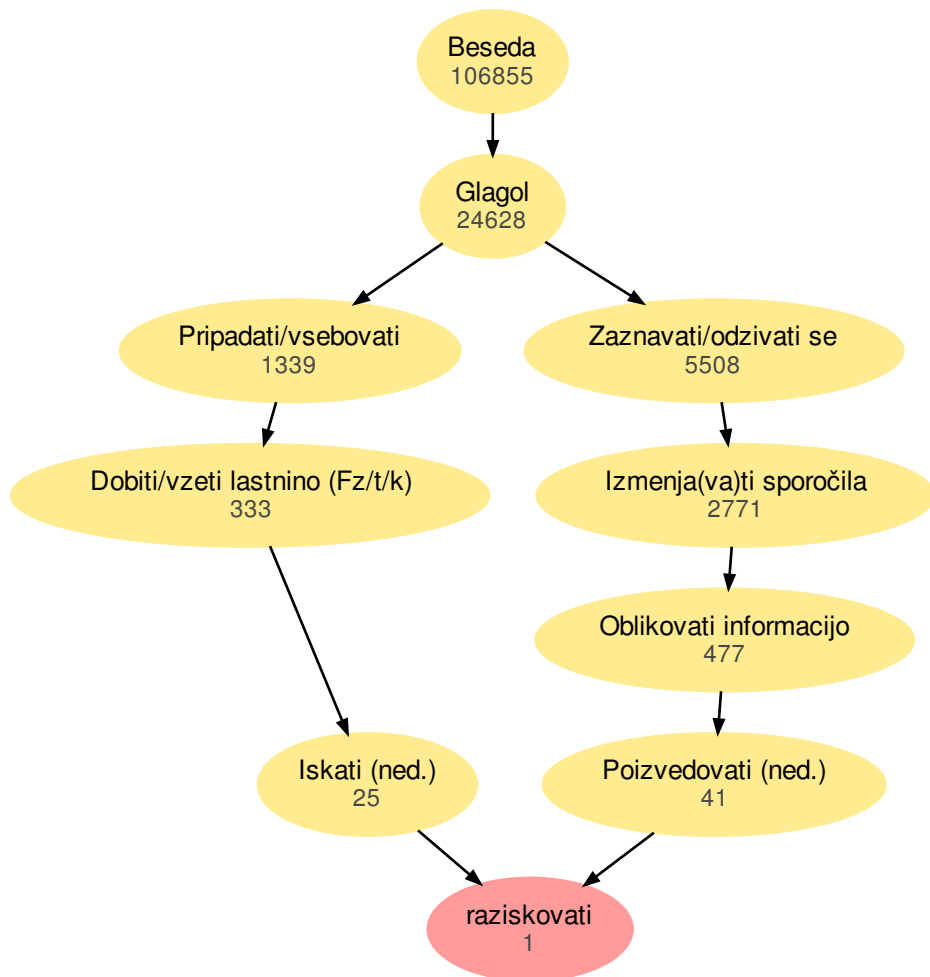 Beseda
106855
Glagol
24628
Pripadati/vsebovati
1339
Zaznavati/odzivati se
5508
Dobiti/vzeti lastnino (Fz/t/k)
333
Izmenja(va)ti sporočila
2771
Oblikovati informacijo
477
Iskati (ned.)
25
Poizvedovati (ned.)
41
raziskovati
1